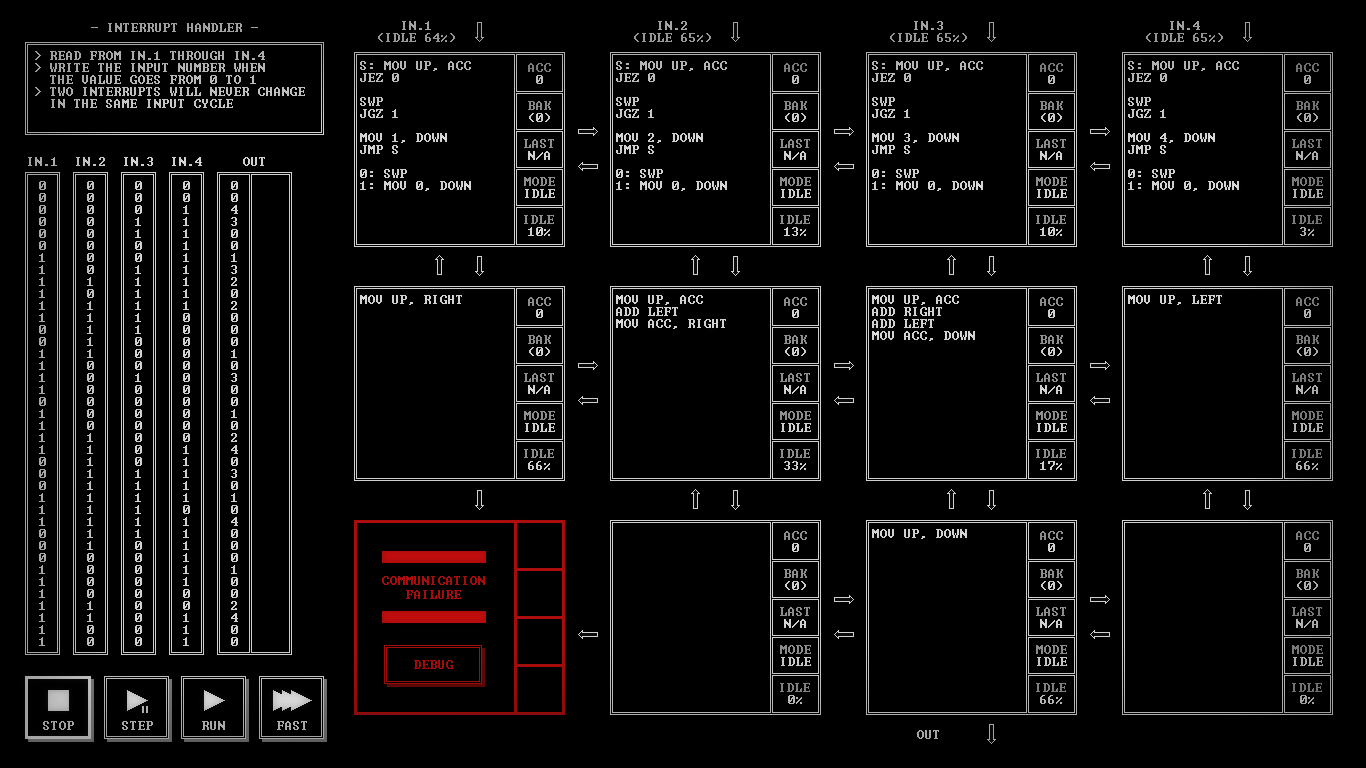 - INTERRUPT HANDLER -
> READ FROM IN.1 THROUGH IN.4
> WRITE THE INPUT NUMBER WHEN
THE VALUE GOES FROM 0 TO 1
> TWO INTERRUPTS WILL NEVER CHANGE
IN THE SAME INPUT CYCLE
IN.1 IN.2 IN.3 IN.4 OUT
0 0 0 0 0
0 0 0 0 0
0 0 0 1 4
0 0 1 1 3
0 0 1 1 0
0 0 1 1 0
1 0 0 1 1
1 0 1 1 3
1 1 1 1 2
1 0 1 1 0
1 1 1 1 2
1 1 0 0 0
0 1 0 0 0
0 0 0 0 0
1 0 0 0 1
1 0 0 0 0
1 0 1 0 3
1 0 0 0 0
0 0 0 0 0
1 0 0 0 1
1 0 0 0 0
1 1 0 0 2
1 1 0 1 4
0 1 0 1 0
0 1 1 1 3
0 1 1 1 0
1 1 1 1 1
1 1 1 0 0
1 1 1 1 4
0 1 0 1 0
0 1 0 0 0
0 0 0 0 0
1 0 0 0 1
1 0 0 0 0
1 0 0 0 0
1 1 0 0 2
1 1 0 1 4
1 0 0 1 0
1 0 0 1 0
STOP
STEP
RUN
FAST
IN.1
(IDLE 64%)
S: MOV UP, ACC
JEZ 0
SWP
JGZ 1
MOV 1, DOWN
JMP S
0: SWP
1: MOV 0, DOWN
ACC
0
BAK
(0)
LAST
N/A
MODE
IDLE
IDLE
10%
IN.2
(IDLE 65%)
S: MOV UP, ACC
JEZ 0
SWP
JGZ 1
MOV 2, DOWN
JMP S
0: SWP
1: MOV 0, DOWN
ACC
0
BAK
(0)
LAST
N/A
MODE
IDLE
IDLE
13%
IN.3
(IDLE 65%)
S: MOV UP, ACC
JEZ 0
SWP
JGZ 1
MOV 3, DOWN
JMP S
0: SWP
1: MOV 0, DOWN
ACC
0
BAK
(0)
LAST
N/A
MODE
IDLE
IDLE
10%
IN.4
(IDLE 65%)
S: MOV UP, ACC
JEZ 0
SWP
JGZ 1
MOV 4, DOWN
JMP S
0: SWP
1: MOV 0, DOWN
ACC
0
BAK
(0)
LAST
N/A
MODE
IDLE
IDLE
3%
MOV UP, RIGHT
ACC
0
BAK
(0)
LAST
N/A
MODE
IDLE
IDLE
66%
MOV UP, ACC
ADD LEFT
MOV ACC, RIGHT
ACC
0
BAK
(0)
LAST
N/A
MODE
IDLE
IDLE
33%
MOV UP, ACC
ADD RIGHT
ADD LEFT
MOV ACC, DOWN
ACC
0
BAK
(0)
LAST
N/A
MODE
IDLE
IDLE
17%
MOV UP, LEFT
ACC
0
BAK
(0)
LAST
N/A
MODE
IDLE
IDLE
66%
COMMUNICATION
FAILURE
DEBUG
ACC
0
BAK
(0)
LAST
N/A
MODE
IDLE
IDLE
0%
MOV UP, DOWN
ACC
0
BAK
(0)
LAST
N/A
MODE
IDLE
IDLE
66%
ACC
0
BAK
(0)
LAST
N/A
MODE
IDLE
IDLE
0%
OUT